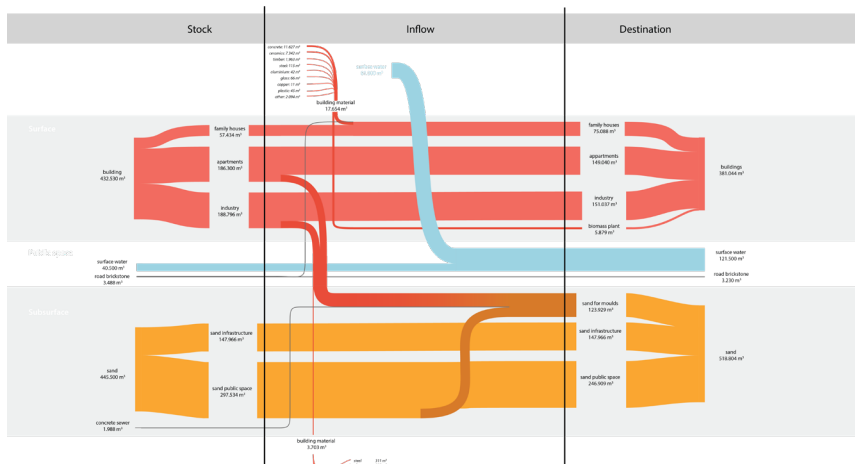 Stock
Inflow
Destination
concrete 11.827 m³
ceramics 7.342 m³
timber 1.863 m³
steel 113 m³
aluminium 42 m³
glass 66 m³
copper 11 m³
plastic 45 m³
other 2.096 m³
building material
17.654 m³
surface water
Surface
family houses
57.434 m³
family houses
75.088 m³
building
432.530 m³
apartments
186.300 m³
appartments
149.040 m³
buildings
381.044 m³
industry
188.796 m³
industry
151.037 m³
biomass plant
5.879 m³
surface water
40.500 m³
surface water
121.500 m³
road brickstone
3.488 m³
road brickstone
3.230 m³
Subsurface
sand for moulds
123.929 m³
sand infrastructure
147.966 m³
sand infrastructure
147.966 m³
sand
445.500 m³
sand
518.804 m³
sand public space
297.534 m³
sand public space
246.909 m³
concrete sewer
1.988 m³
building material
3.703 m³